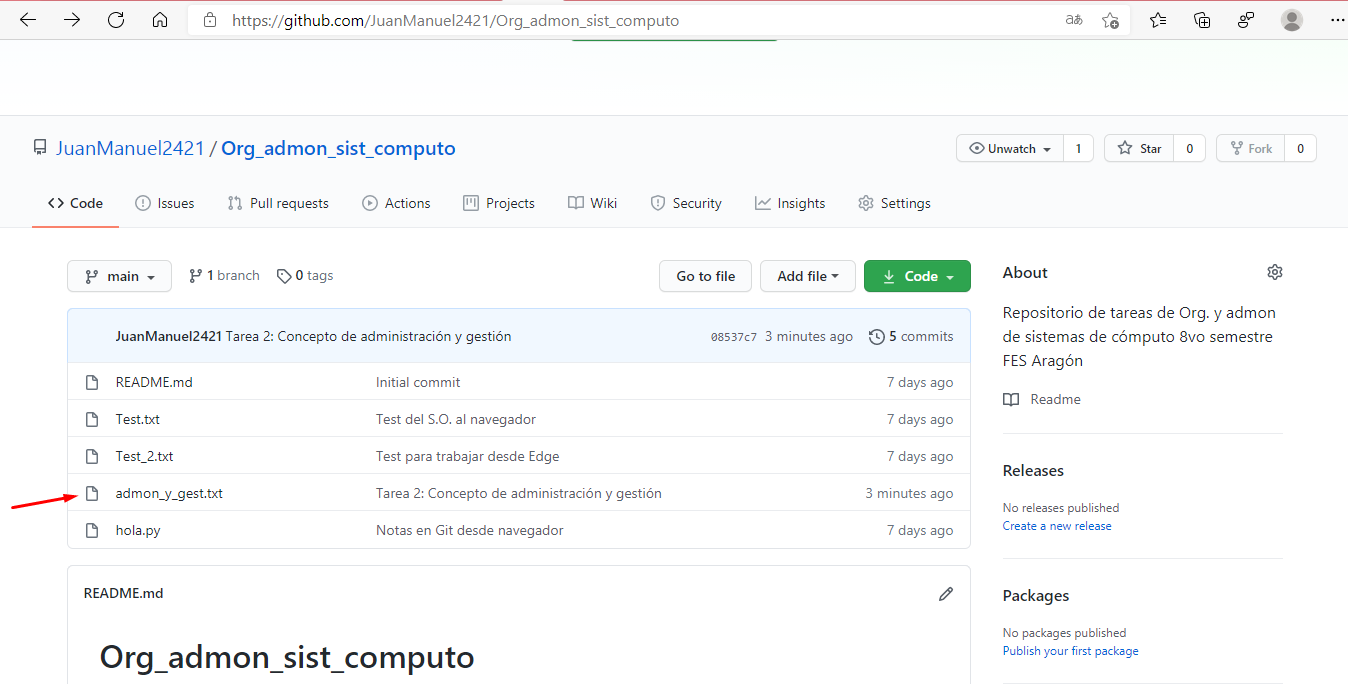 https://github.com/JuanManuel2421/Org_admon_sist_computo
JuanManuel2421 / Org_admon_sist_computo
Unwatch 1 Star 0 Fork 0
Code Issues Pull requests Actions Projects Wiki Security Insights Settings
main 1 branch 0 tags Go to file Add file Code
JuanManuel2421 Tarea 2: Concepto de administración y gestión 08537c7 3 minutes ago 5 commits
README.md Initial commit 7 days ago
Test.txt Test del S.O. al navegador 7 days ago
Test_2.txt Test para trabajar desde Edge 7 days ago
admon_y_gest.txt Tarea 2: Concepto de administración y gestión 3 minutes ago
hola.py Notas en Git desde navegador 7 days ago
README.md
Org_admon_sist_computo
About
Repositorio de tareas de Org. y admon
de sistemas de cómputo 8vo semestre
FES Aragón
Readme
Releases
No releases published
Create a new release
Packages
No packages published
Publish your first package